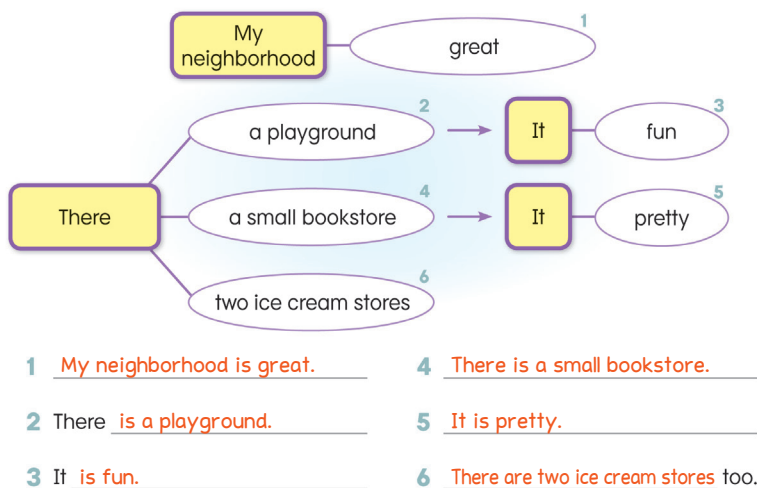 1
My
neighborhood
great
2
a playground
It
3
fun
There
4
a small bookstore
It
5
pretty
6
two ice cream stores
1 My neighborhood is great.
2 There is a playground.
3 It is fun.
4 There is a small bookstore.
5 It is pretty.
6 There are two ice cream stores too.